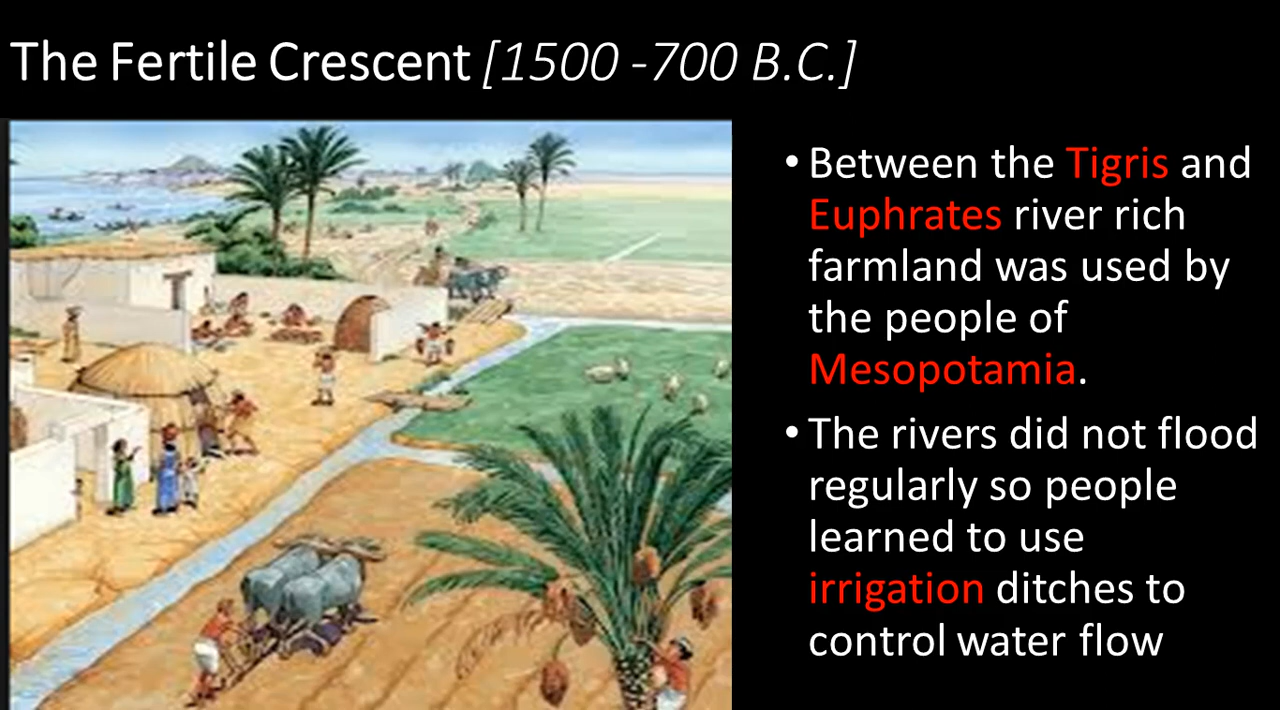 The Fertile Crescent [1500 -700 B.C.]
• Between the Tigris and
Euphrates river rich
farmland was used by
the people of
Mesopotamia.
• The rivers did not flood
regularly so people
learned to use
irrigation ditches to
control water flow